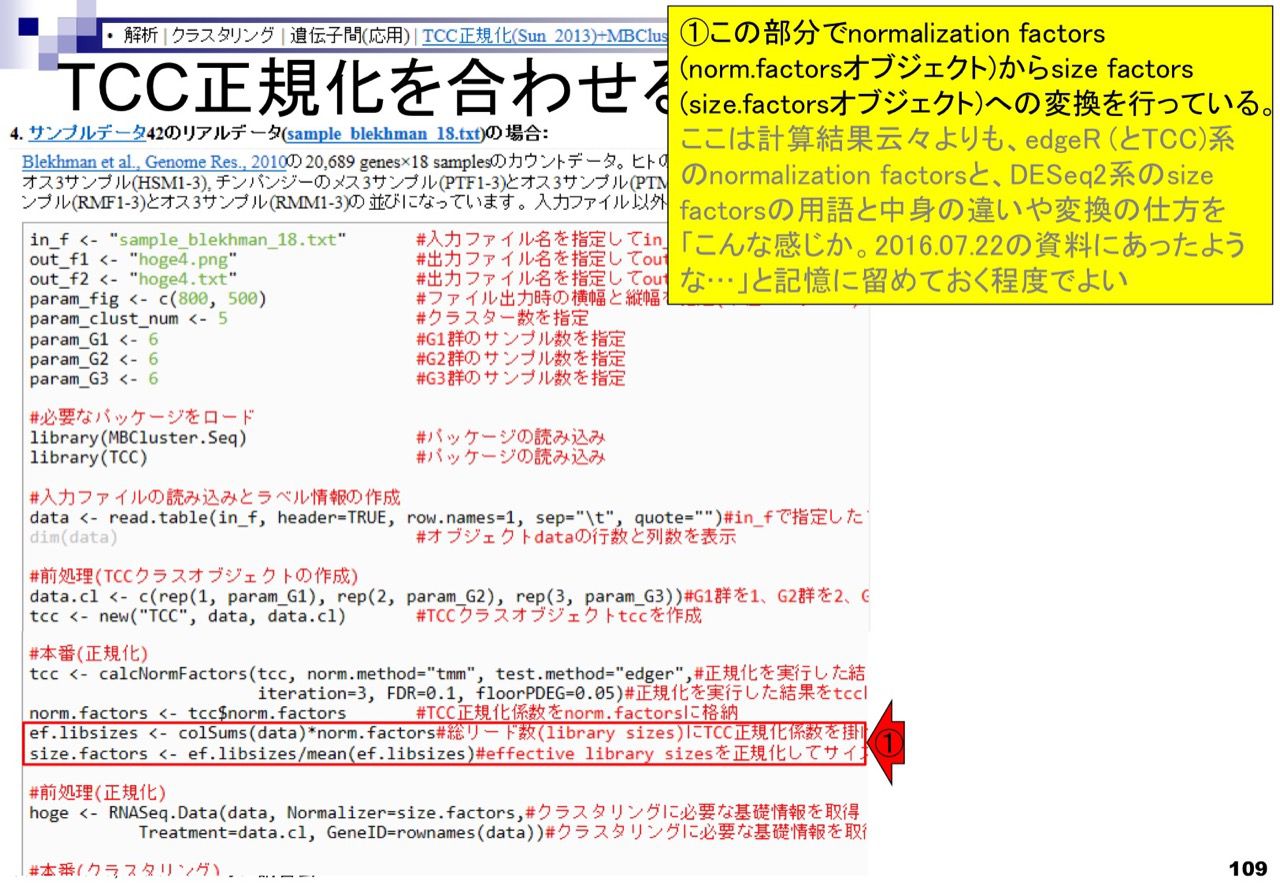 • 解析 | クラスタリング | 遺伝子間(応用) | TCC正規化(Sun_2013)+MBClus
TCC正規化を合わせる
①この部分でnormalization factors
(norm.factorsオブジェクト)からsize factors
(size.factorsオブジェクト)への変換を行っている。
ここは計算結果云々よりも、edgeR (とTCC)系
のnormalization factorsと、DESeq2系のsize
factorsの用語と中身の違いや変換の仕方を
「こんな感じか。2016.07.22の資料にあったよう
な…」と記憶に留めておく程度でよい
4. サンプルデータ42のリアルデータ(sample_blekhman_18.txt)の場合:
Blekhman et al., Genome Res., 2010の 20,689 genes×18 samplesのカウントデータ。ヒトの
オス3サンプル(HSM1-3), チンパンジーのメス3サンプル(PTF1-3)とオス3サンプル(PTM
ンプル(RMF1-3)とオス3サンプル(RMM1-3)の 並びになっています。入力ファイル以外
in_f <- "sample_blekhman_18.txt" #入力ファイル名を指定してin_
out_f1 <- "hoge4.png" #出力ファイル名を指定してout
out_f2 <- "hoge4.txt" #出力ファイル名を指定してout
param_fig <- c(800, 500) #ファイル出力時の横幅と縦幅
param_clust_num <- 5 #クラスター数を指定
param_G1 <- 6 #G1群のサンプル数を指定
param_G2 <- 6 #G2群のサンプル数を指定
param_G3 <- 6 #G3群のサンプル数を指定
#必要なパッケージをロード
library(MBCluster.Seq) #パッケージの読み込み
library(TCC) #パッケージの読み込み
#入力ファイルの読み込みとラベル情報の作成
data <- read.table(in_f, header=TRUE, row.names=1, sep="\t", quote="")#in_fで指定した
dim(data) #オブジェクトdataの行数と列数を表示
#前処理(TCCクラスオブジェクトの作成)
data.cl <- c(rep(1, param_G1), rep(2, param_G2), rep(3, param_G3))#G1群を1、G2群を2、G
tcc <- new("TCC", data, data.cl) #TCCクラスオブジェクトtccを作成
#本番(正規化)
tcc <- calcNormFactors(tcc, norm.method="tmm", test.method="edger",#正規化を実行した結
iteration=3, FDR=0.1, floorPDEG=0.05)#正規化を実行した結果をtccに
norm.factors <- tcc$norm.factors #TCC正規化係数をnorm.factorsに格納
ef.libsizes <- colSums(data)*norm.factors#総リード数(library sizes)にTCC正規化係数を掛け
size.factors <- ef.libsizes/mean(ef.libsizes)#effective library sizesを正規化してサイズ
①
#前処理(正規化)
hoge <- RNASeq.Data(data, Normalizer=size.factors,#クラスタリングに必要な基礎情報を取得
Treatment=data.cl, GeneID=rownames(data))#クラスタリングに必要な基礎情報を取得
#本番(クラスタリング)
109